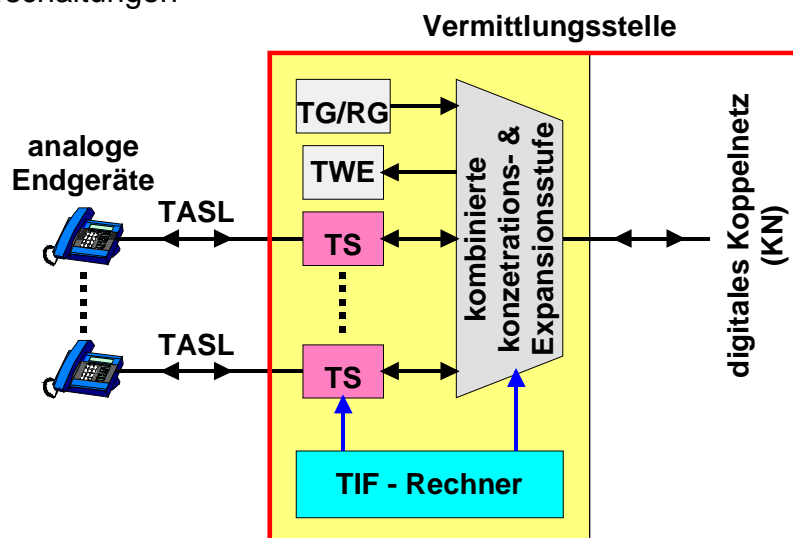 Vermittlungsstelle
TG/RG
analoge
Endgeräte
TWE
TASL
TS
TASL
TS
kombinierte
konzetrations- &
Expansionsstufe
digitales Koppelnetz
(KN)
TIF - Rechner